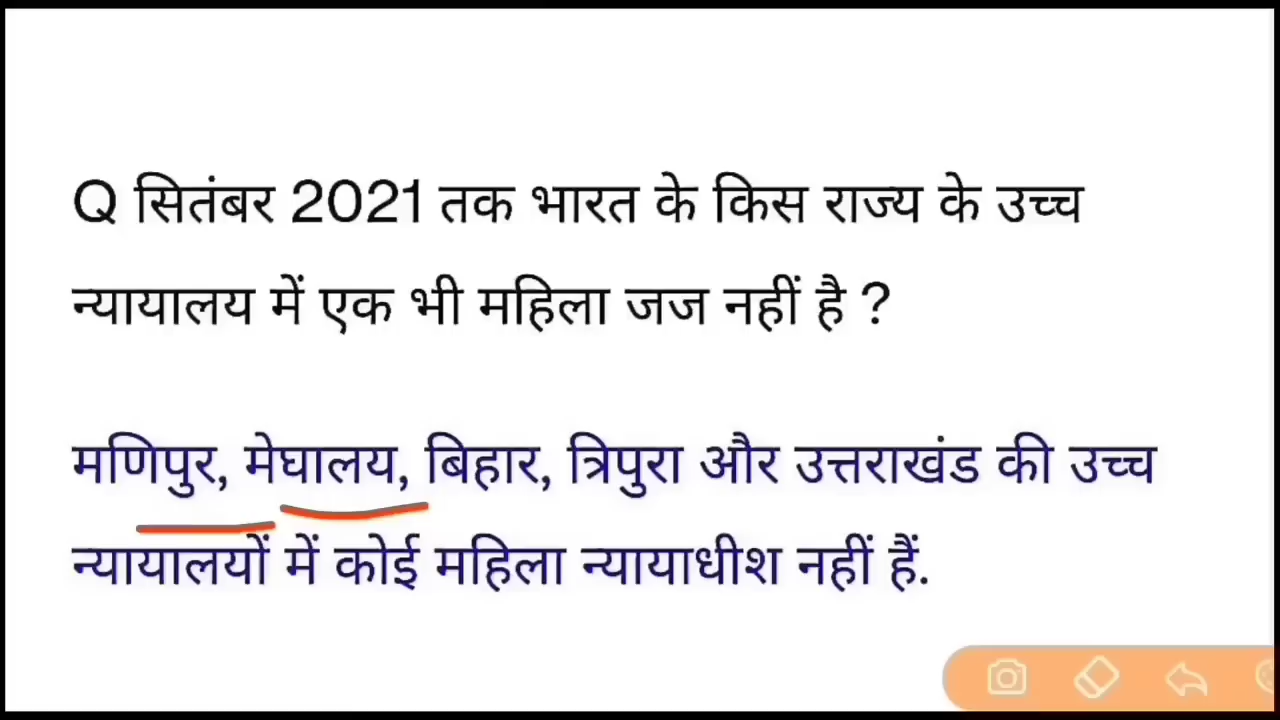 Q सितंबर 2021 तक भारत के किस राज्य के उच्च
न्यायालय में एक भी महिला जज नहीं है ?
मणिपुर, मेघालय, बिहार, त्रिपुरा और उत्तराखंड की उच्च
न्यायालयों में कोई महिला न्यायाधीश नहीं हैं.